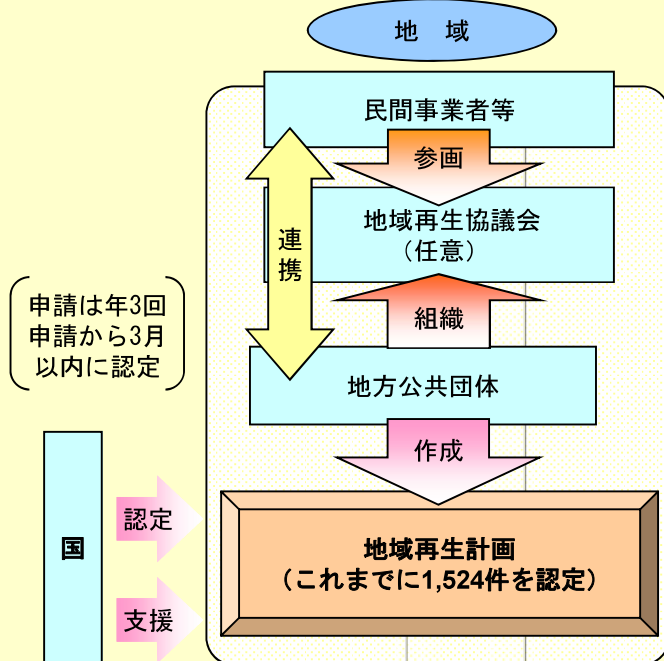 地　域
民間事業者等
参画
地域再生協議会
（任意）
連携
組織
地方公共団体
申請は年3回
申請から3月
以内に認定
作成
国
認定
支援
地域再生計画
（これまでに1,524件を認定）